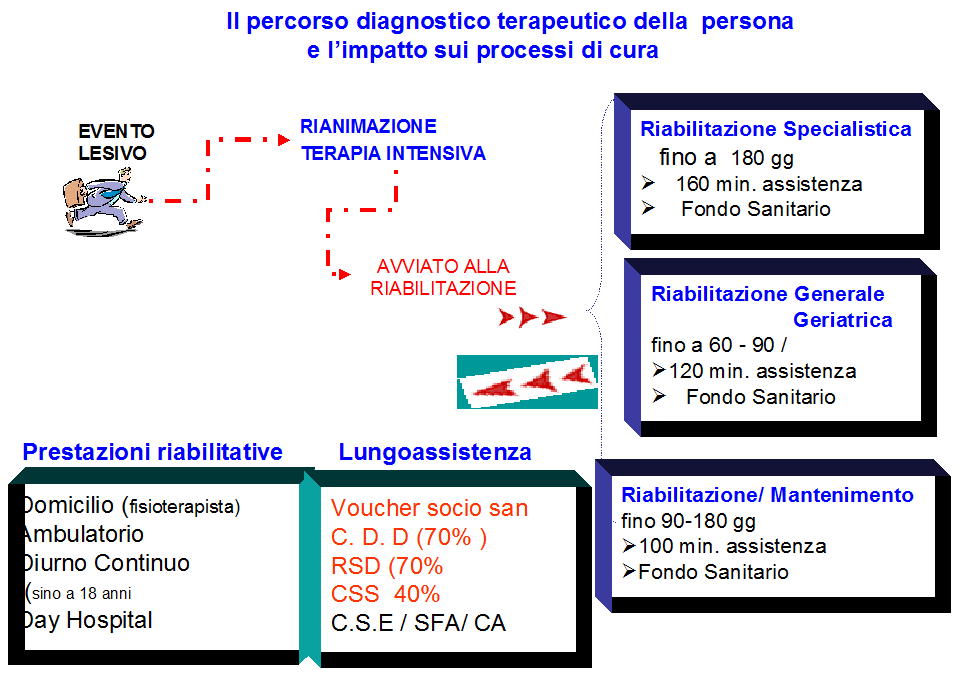 Il percorso diagnostico terapeutico della persona
e l’impatto sui processi di cura
EVENTO
LESIVO
RIANIMAZIONE
TERAPIA INTENSIVA
AVVIATO ALLA
RIABILITAZIONE
Riabilitazione Specialistica
fino a 180 gg
➢ 160 min. assistenza
➢ Fondo Sanitario
Riabilitazione Generale
Geriatrica
fino a 60 - 90 /
➢120 min. assistenza
➢ Fondo Sanitario
Riabilitazione/ Mantenimento
fino 90-180 gg
➢100 min. assistenza
➢Fondo Sanitario
Prestazioni riabilitative
Domicilio (fisioterapista)
Ambulatorio
Diurno Continuo
(sino a 18 anni
Day Hospital
Lungoassistenza
Voucher socio san
C. D. D (70% )
RSD (70%
CSS 40%
C.S.E / SFA/ CA